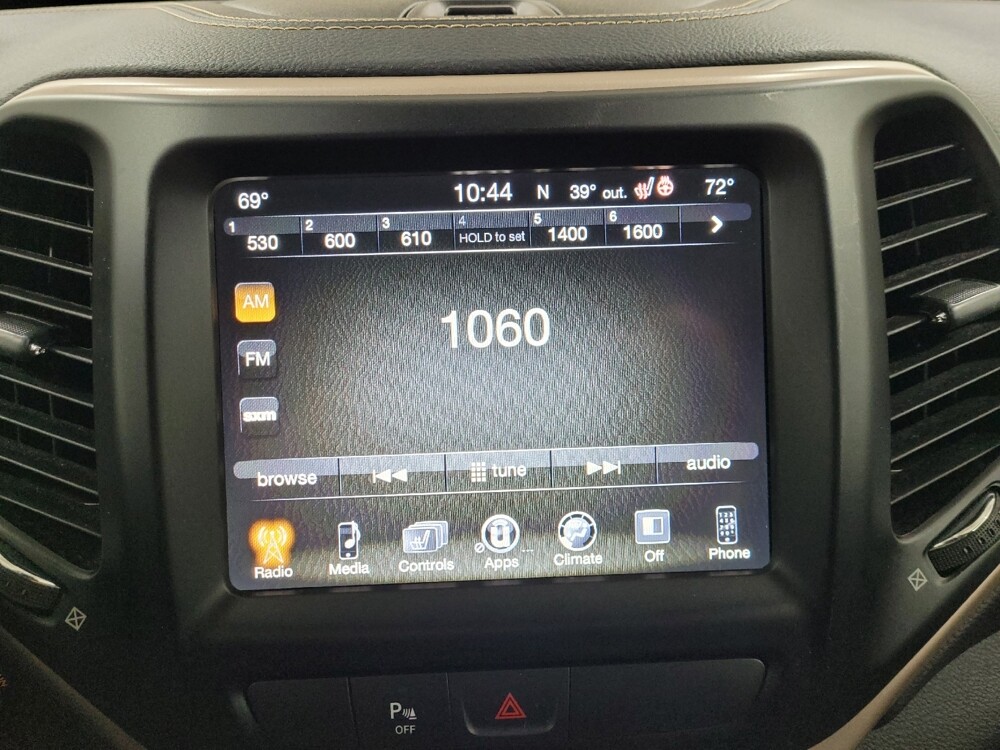 69° 10:44 N 39° out. 72°
1 530 2 600 3 610 4 HOLD to set 5 1400 6 1600
AM
1060
FM
sxm
browse tune audio
Radio Media Controls Apps Climate Off Phone
P OFF